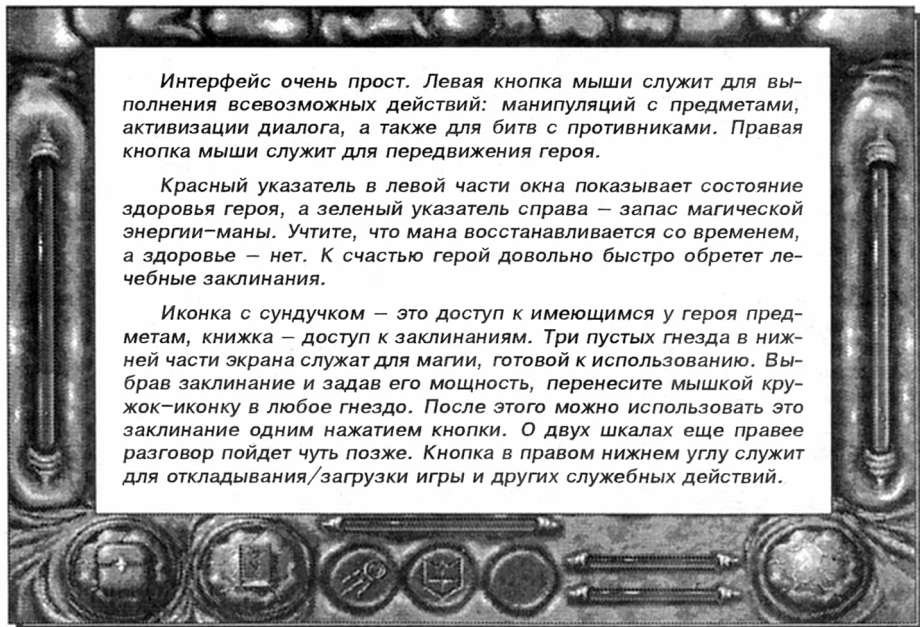 Интерфейс очень прост. Левая кнопка мыши служит для вы-
полнения всевозможных действий: манипуляций с предметами,
активизации диалога, а также для битв с противниками. Правая
кнопка мыши служит для передвижения героя.
Красный указатель в левой части окна показывает состояние
здоровья героя, а зеленый указатель справа — запас магической
энергии-маны. Учтите, что мана восстанавливается со временем,
а здоровье — нет. К счастью герой довольно быстро обретет ле-
чебные заклинания.
Иконка с сундучком — это доступ к имеющимся у героя пред-
метам, книжка — доступ к заклинаниям. Три пустых гнезда в ниж-
ней части экрана служат для магии, готовой к использованию. Вы-
брав заклинание и задав его мощность, перенесите мышкой кру-
жок-иконку в любое гнездо. После этого можно использовать это
заклинание одним нажатием кнопки. О двух шкалах еще правее
разговор пойдет чуть позже. Кнопка в правом нижнем углу служит
для откладывания/загрузки игры и других служебных действий.